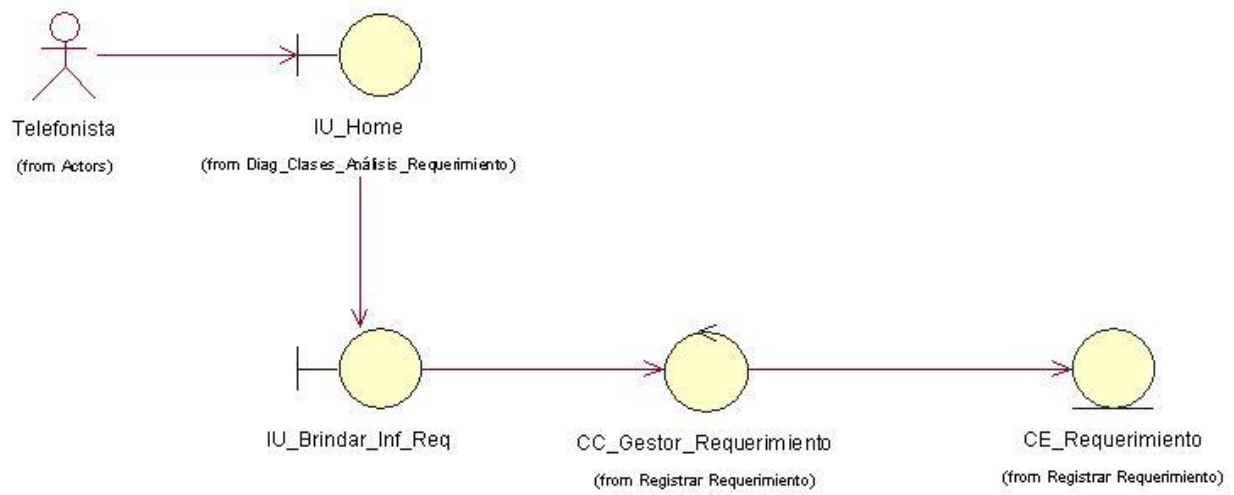 Telefonista
(from Actors)
IU_Home
(from Diag_Clases_Análisis_Requerimiento)
IU_Brindar_Inf_Req
CC_Gestor_Requerimiento
(from Registrar Requerimiento)
CE_Requerimiento
(from Registrar Requerimiento)